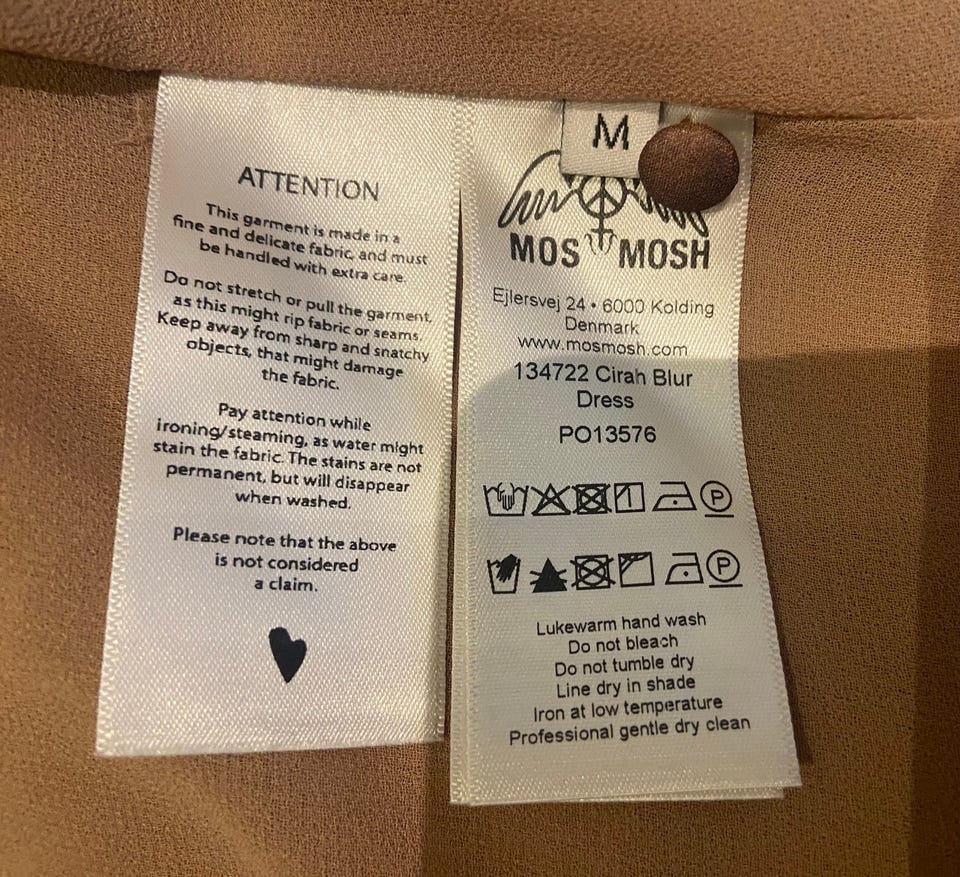 ATTENTION
This garment is made in a
fine and delicate fabric, and must
be handled with extra care.
Do not stretch or pull the garment,
as this might rip fabric or seams.
Keep away from sharp and snatchy
objects, that might damage
the fabric.
Pay attention while
ironing/steaming, as water might
stain the fabric. The stains are not
permanent, but will disappear
when washed.
Please note that the above
is not considered
a claim.
M
MOS MOSH
Ejlersvej 24 • 6000 Kolding
Denmark
www.mosmosh.com
134722 Cirah Blur
Dress
PO13576
P
P
Lukewarm hand wash
Do not bleach
Do not tumble dry
Line dry in shade
Iron at low temperature
Professional gentle dry clean